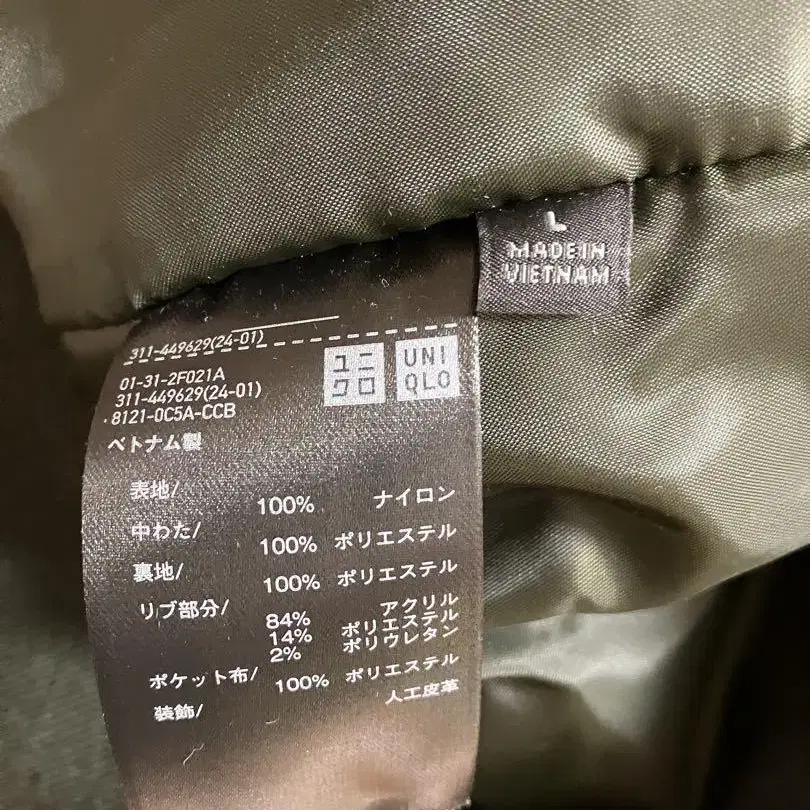 L
MADE IN
VIETNAM
311-449629(24-01)
ユニ
クロ
UNI
QLO
01-31-2F021A
311-449629(24-01)
8121-0C5A-CCB
ベトナム製
表地/
100% ナイロン
中わた/
100% ポリエステル
裏地/
100% ポリエステル
リブ部分/
84% アクリル
14% ポリエステル
2% ポリウレタン
ポケット布/
100% ポリエステル
装飾/
人工皮革